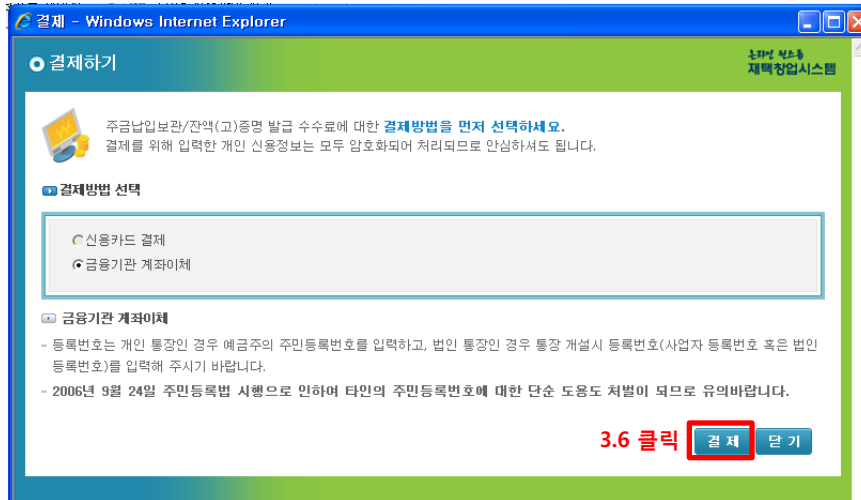 결제 - Windows Internet Explorer
결제하기
온라인 원스톱
재택창업시스템
주금납입보관/잔액(고)증명 발급 수수료에 대한 결제방법을 먼저 선택하세요.
결제를 위해 입력한 개인 신용정보는 모두 암호화되어 처리되므로 안심하셔도 됩니다.
결제방법 선택
신용카드 결제
금융기관 계좌이체
금융기관 계좌이체
- 등록번호는 개인 통장인 경우 예금주의 주민등록번호를 입력하고, 법인 통장인 경우 통장 개설시 등록번호(사업자 등록번호 혹은 법인
등록번호)를 입력해 주시기 바랍니다.
- 2006년 9월 24일 주민등록법 시행으로 인하여 타인의 주민등록번호에 대한 단순 도용도 처벌이 되므로 유의바랍니다.
3.6 클릭 결 제 닫 기